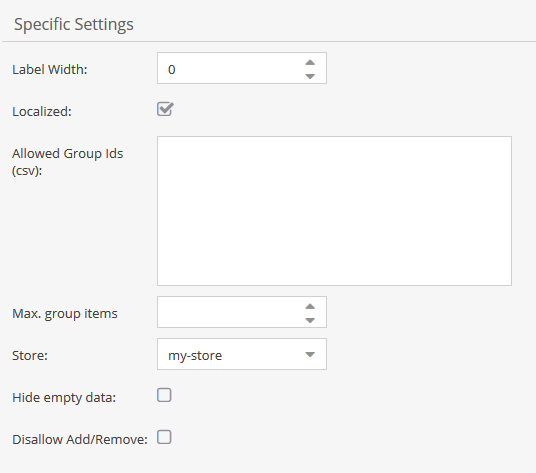 Specific Settings
Label Width:
0
Localized:
Allowed Group Ids
(csv):
Max. group items
Store:
my-store
Hide empty data:
Disallow Add/Remove: